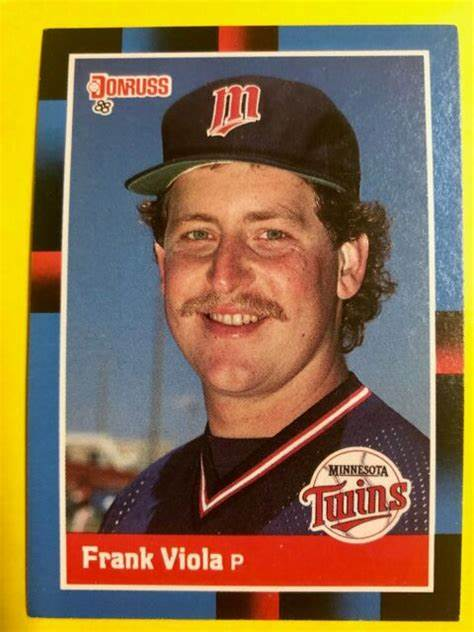 DONRUSS
88
m
MINNESOTA
Twins
Frank Viola P